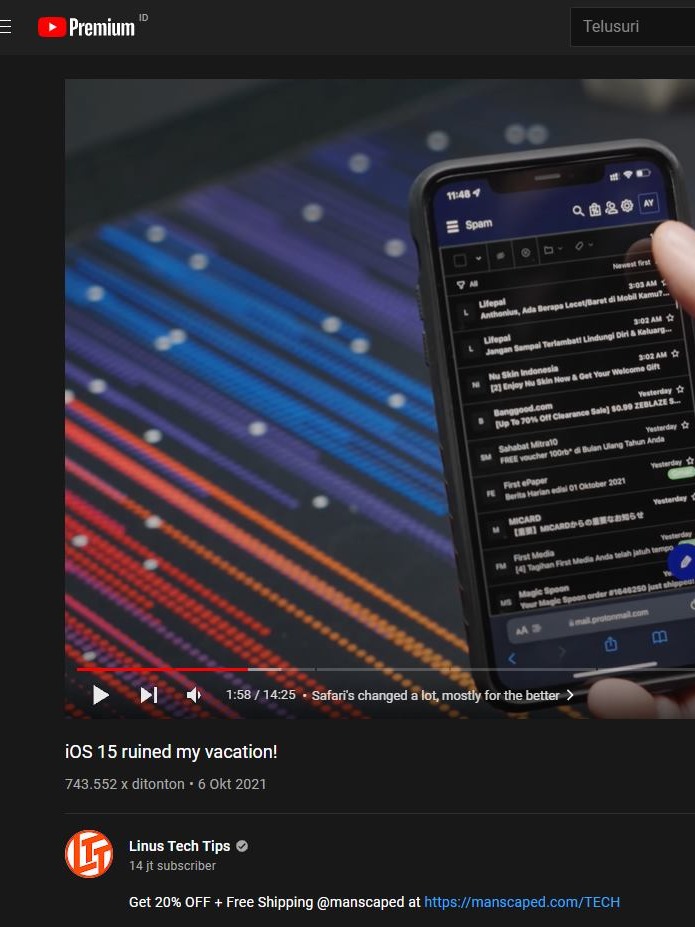 Premium ID
Telusuri
11:48
Spam
AY
Newest first
All
L Lifepal 3:03 AM
Anthonius, Ada Berapa Lecet/Baret di Mobil Kamu?...
L Lifepal 3:02 AM
Jangan Sampai Terlambat! Lindungi Diri & Keluarg...
NI Nu Skin Indonesia 3:02 AM
[2] Enjoy Nu Skin Now & Get Your Welcome Gift
B Banggood.com Yesterday
[Up To 70% Off Clearance Sale] $0.99 ZEBLAZE S...
SM Sahabat Mitra10 Yesterday
FREE voucher 100rb* di Bulan Ulang Tahun Anda
FE First ePaper Yesterday
Berita Harian edisi 01 Oktober 2021
M MICARD Yesterday
【重要】MICARDからの重要なお知らせ
FM First Media Yesterday
[4] Tagihan First Media Anda telah jatuh tempo
MS Magic Spoon Ye
Your Magic Spoon order #1646250 just shipped!
AA mail.protonmail.com
1:58 / 14:25 • Safari's changed a lot, mostly for the better >
iOS 15 ruined my vacation!
743.552 x ditonton • 6 Okt 2021
LTT
Linus Tech Tips
14 jt subscriber
Get 20% OFF + Free Shipping @manscaped at https://manscaped.com/TECH